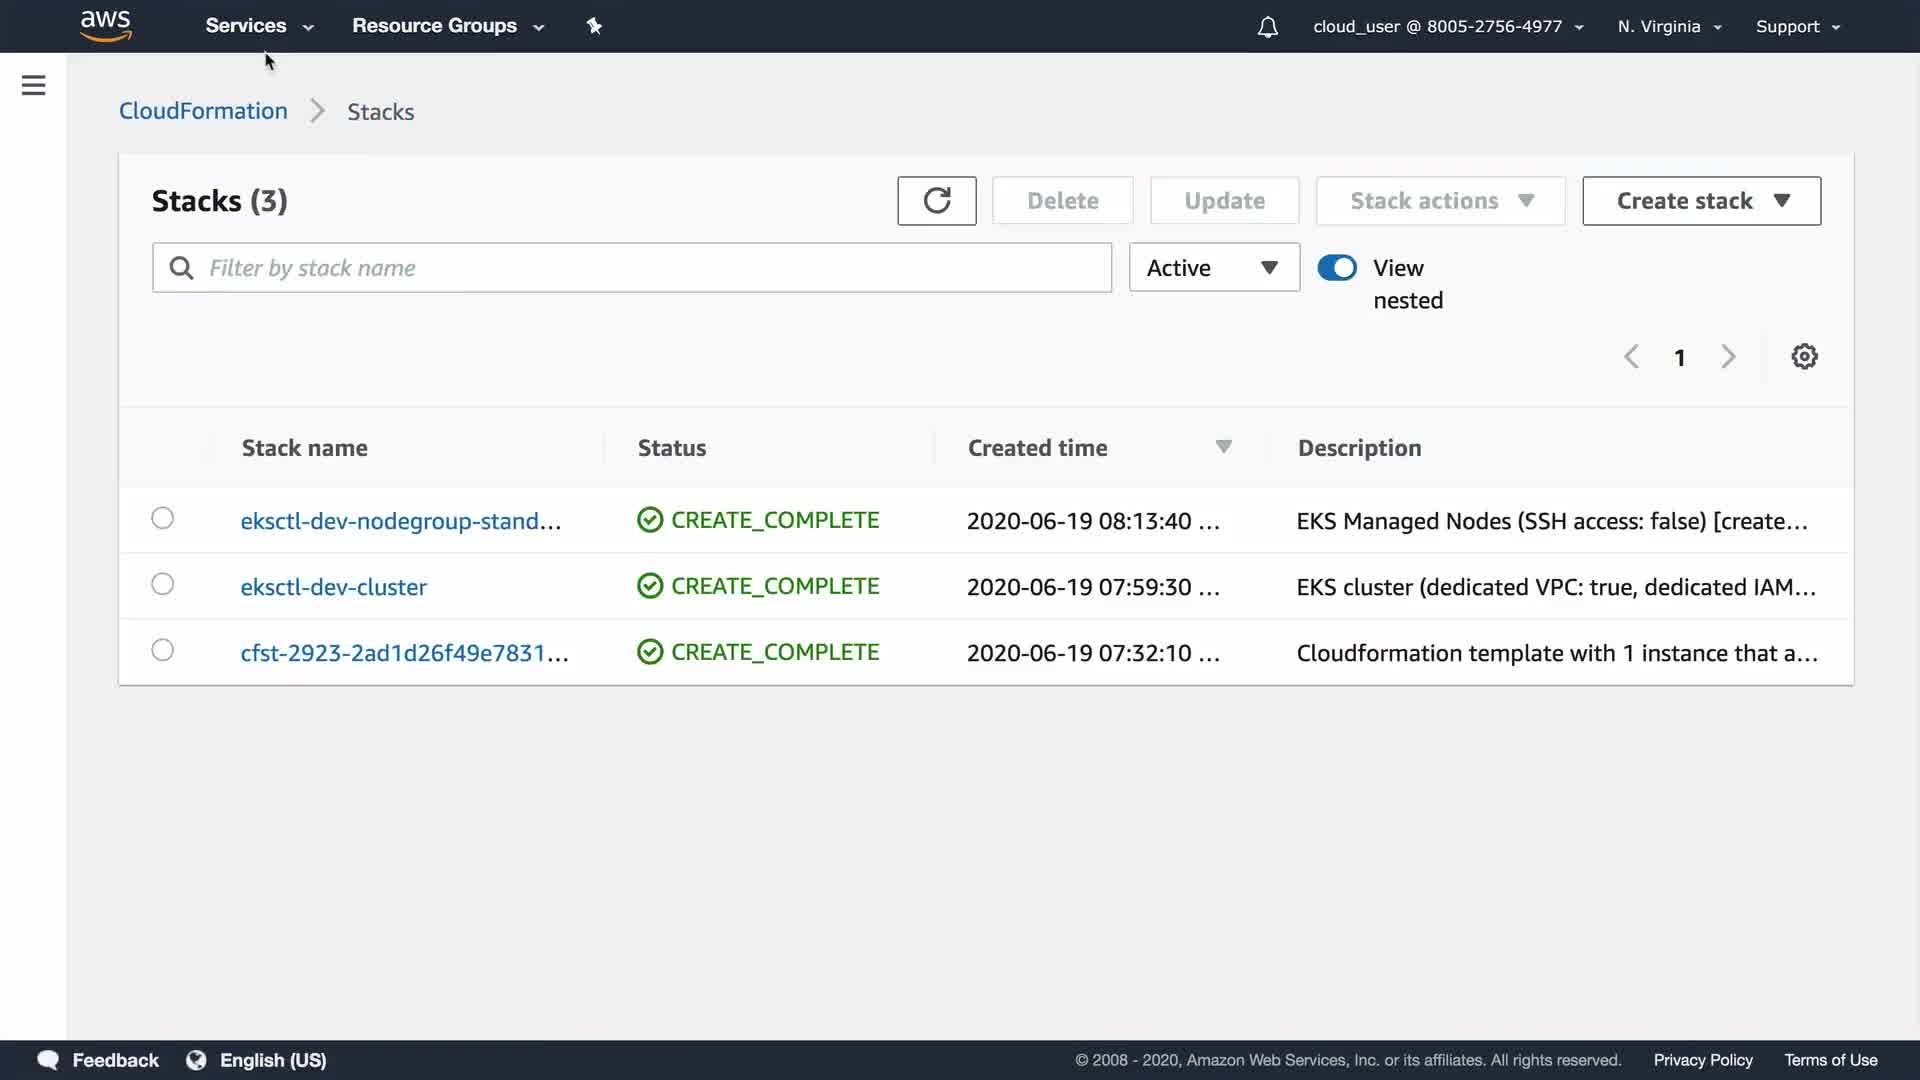 aws Services Resource Groups cloud_user @ 8005-2756-4977 N. Virginia Support
CloudFormation Stacks
Stacks (3) Delete Update Stack actions Create stack
Filter by stack name Active View nested
1
Stack name Status Created time Description
eksctl-dev-nodegroup-stand... CREATE_COMPLETE 2020-06-19 08:13:40 ... EKS Managed Nodes (SSH access: false) [create...
eksctl-dev-cluster CREATE_COMPLETE 2020-06-19 07:59:30 ... EKS cluster (dedicated VPC: true, dedicated IAM...
cfst-2923-2ad1d26f49e7831... CREATE_COMPLETE 2020-06-19 07:32:10 ... Cloudformation template with 1 instance that a...
Feedback English (US) © 2008 - 2020, Amazon Web Services, Inc. or its affiliates. All rights reserved. Privacy Policy Terms of Use